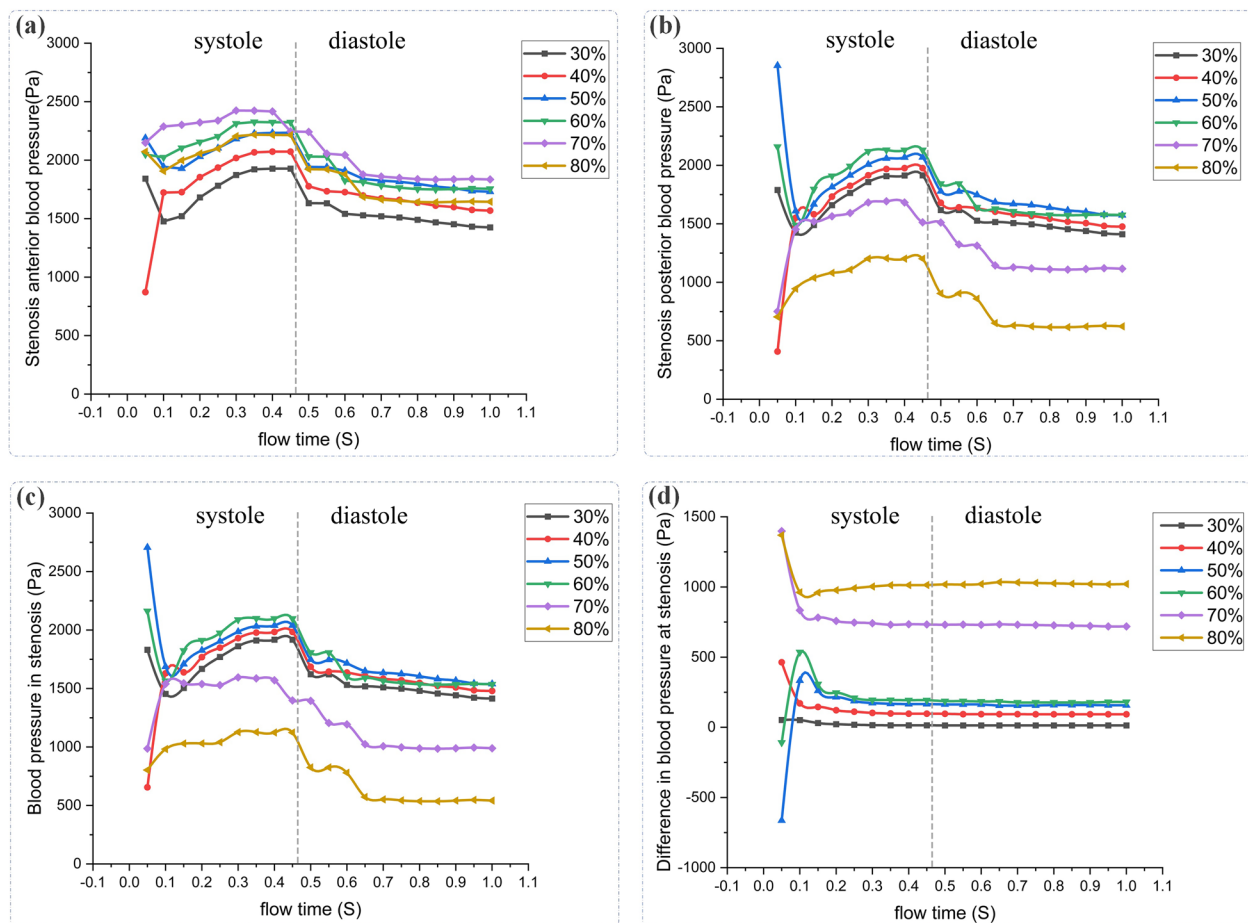 (a)
systole
diastole
30%
40%
50%
60%
70%
80%
3000
2500
2000
1500
1000
500
0
Stenosis anterior blood pressure(Pa)
-0.1 0.0 0.1 0.2 0.3 0.4 0.5 0.6 0.7 0.8 0.9 1.0 1.1
flow time (S)
(b)
systole
diastole
30%
40%
50%
60%
70%
80%
3000
2500
2000
1500
1000
500
0
Stenosis posterior blood pressure (Pa)
-0.1 0.0 0.1 0.2 0.3 0.4 0.5 0.6 0.7 0.8 0.9 1.0 1.1
flow time (S)
(c)
systole
diastole
30%
40%
50%
60%
70%
80%
3000
2500
2000
1500
1000
500
0
Blood pressure in stenosis (Pa)
-0.1 0.0 0.1 0.2 0.3 0.4 0.5 0.6 0.7 0.8 0.9 1.0 1.1
flow time (S)
(d)
systole
diastole
30%
40%
50%
60%
70%
80%
1500
1000
500
0
-500
-1000
Difference in blood pressure at stenosis (Pa)
-0.1 0.0 0.1 0.2 0.3 0.4 0.5 0.6 0.7 0.8 0.9 1.0 1.1
flow time (S)